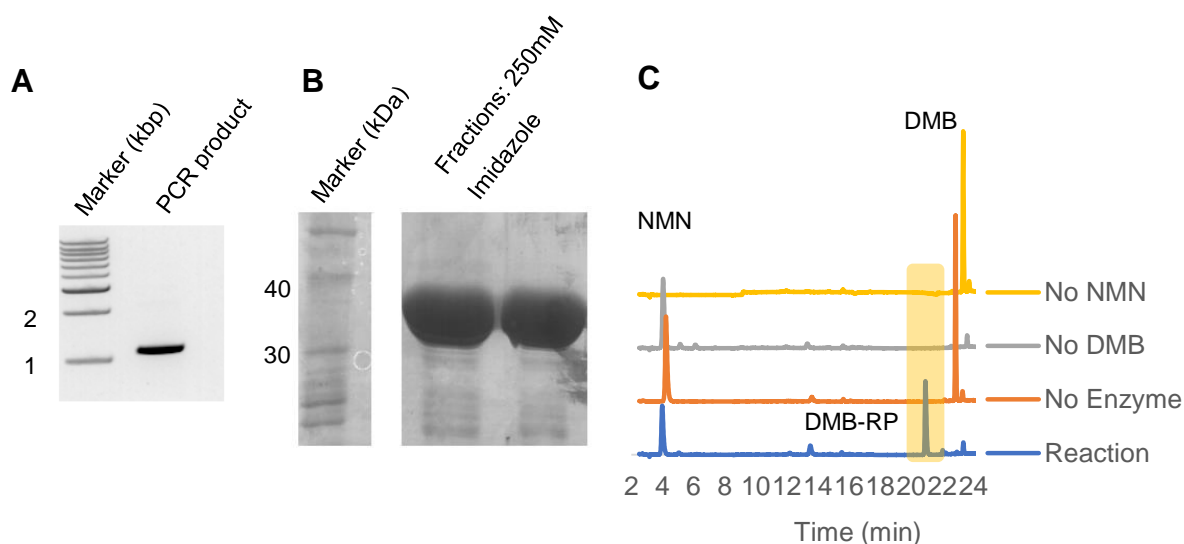 A
Marker (kbp)
PCR product
2
1
B
Marker (kDa)
Fractions: 250mM
Imidazole
40
30
C
DMB
NMN
No NMN
No DMB
No Enzyme
DMB-RP
Reaction
2 4 6 8 10 12 14 16 18 20 22 24
Time (min)